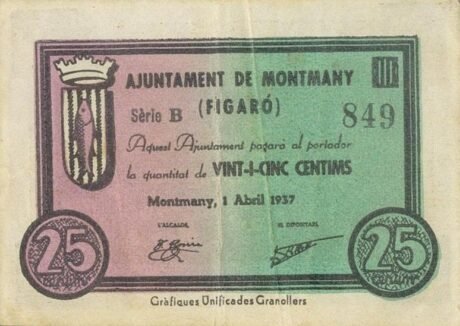 AJUNTAMENT DE MONTMANY
(FIGARÓ)
Sèrie B 849
Aquest Ajuntament pagarà al portador
la quantitat de VINT-I-CINC CENTIMS
Montmany, 1 Abril 1937
L'ALCALDE, EL DIPOSITARI,
25 25
Gràfiques Unificades Granollers